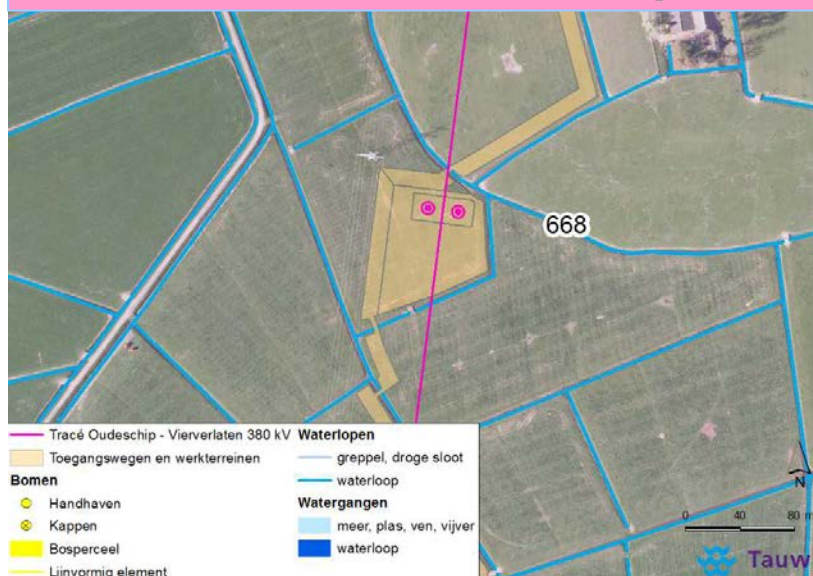 668
Tracé Oudeschip - Vierverlaten 380 kV
Toegangswegen en werkterreinen
Bomen
Handhaven
Kappen
Bosperceel
Lijnvormig element
Waterlopen
greppel, droge sloot
waterloop
Watergangen
meer, plas, ven, vijver
waterloop
N
0 40 80 m
Tauw